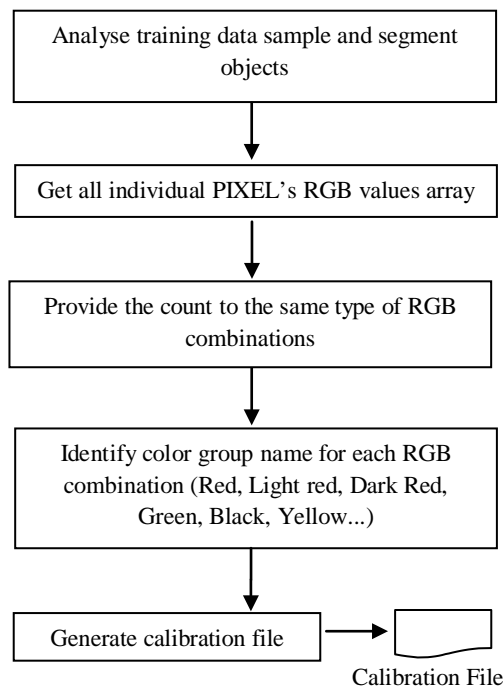 Analyse training data sample and segment
objects
Get all individual PIXEL's RGB values array
Provide the count to the same type of RGB
combinations
Identify color group name for each RGB
combination (Red, Light red, Dark Red,
Green, Black, Yellow...)
Generate calibration file
Calibration File